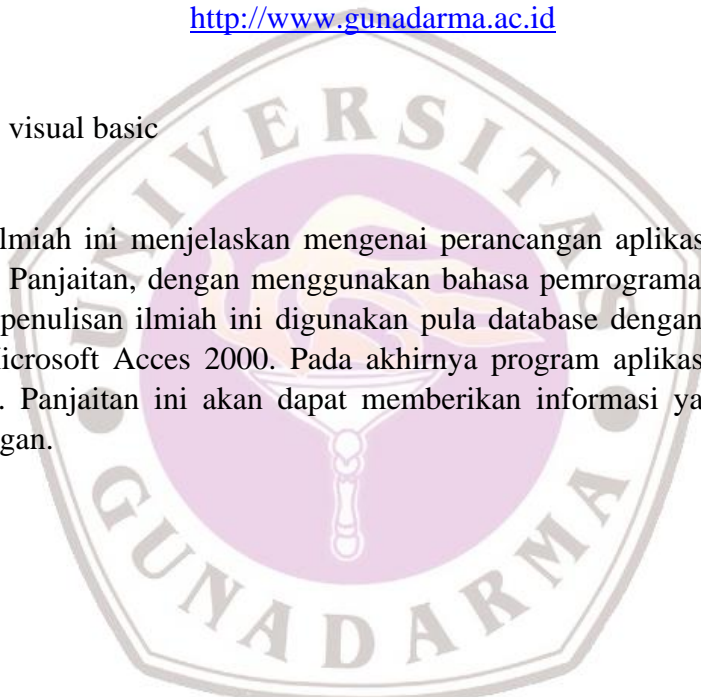 http://www.gunadarma.ac.id
visual basic
lmiah ini menjelaskan mengenai perancangan aplikas
Panjaitan, dengan menggunakan bahasa pemrograma
penulisan ilmiah ini digunakan pula database dengan
icrosoft Acces 2000. Pada akhirnya program aplikas
. Panjaitan ini akan dapat memberikan informasi ya
gan.
UNIVERSITAS
GUNADARMA